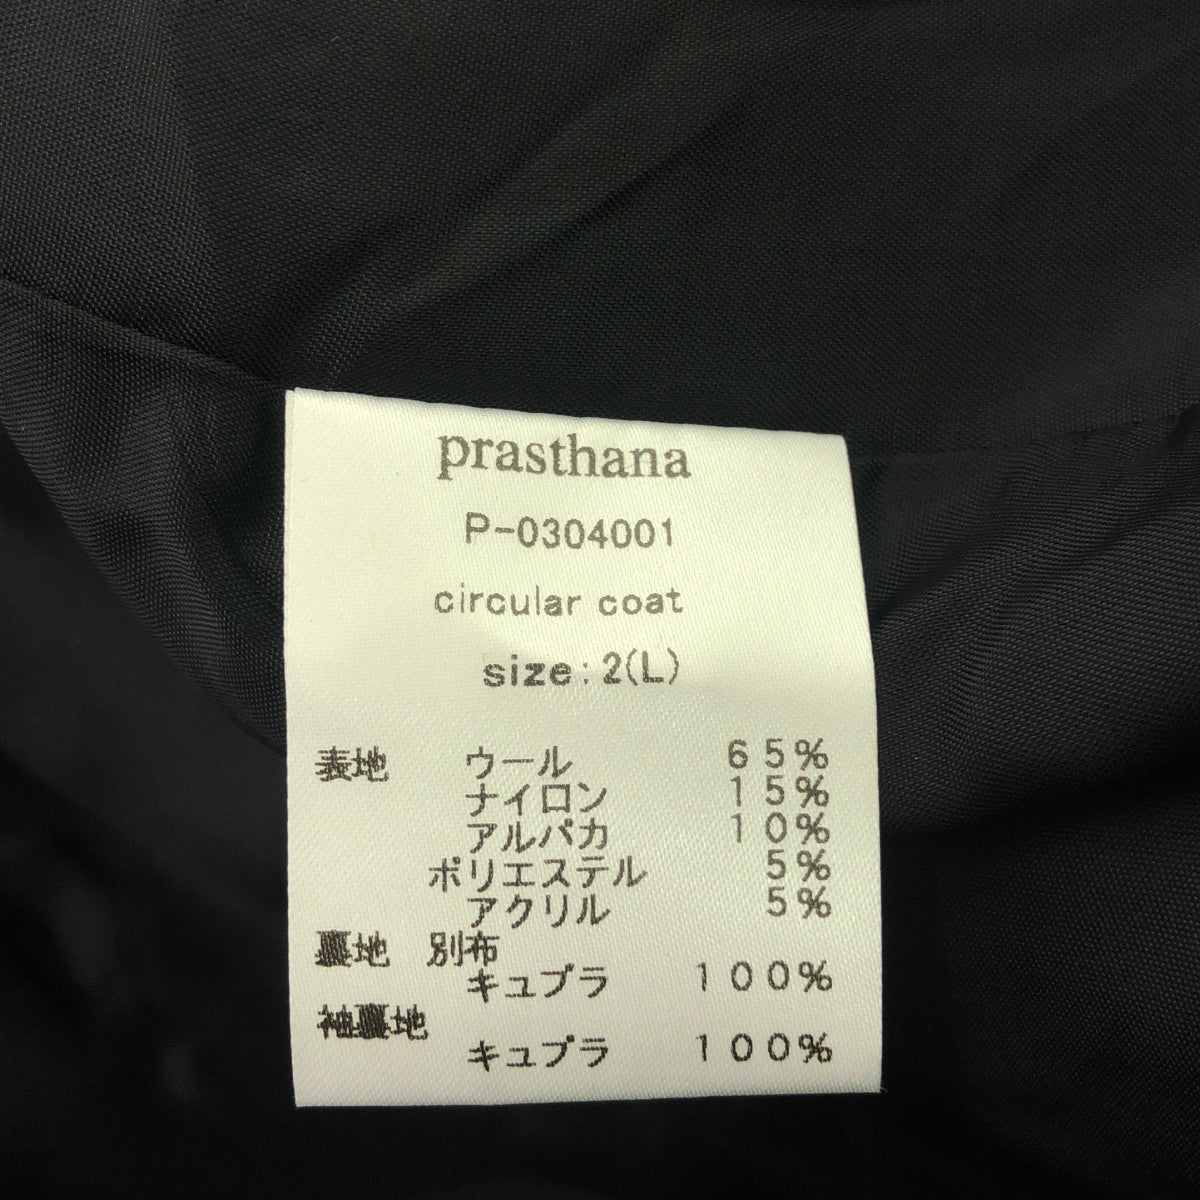 prasthana
P-0304001
circular coat
size:2(L)
表地 ウール 65%
ナイロン 15%
アルパカ 10%
ポリエステル 5%
アクリル 5%
裏地 別布
キュプラ 100%
袖裏地
キュプラ 100%